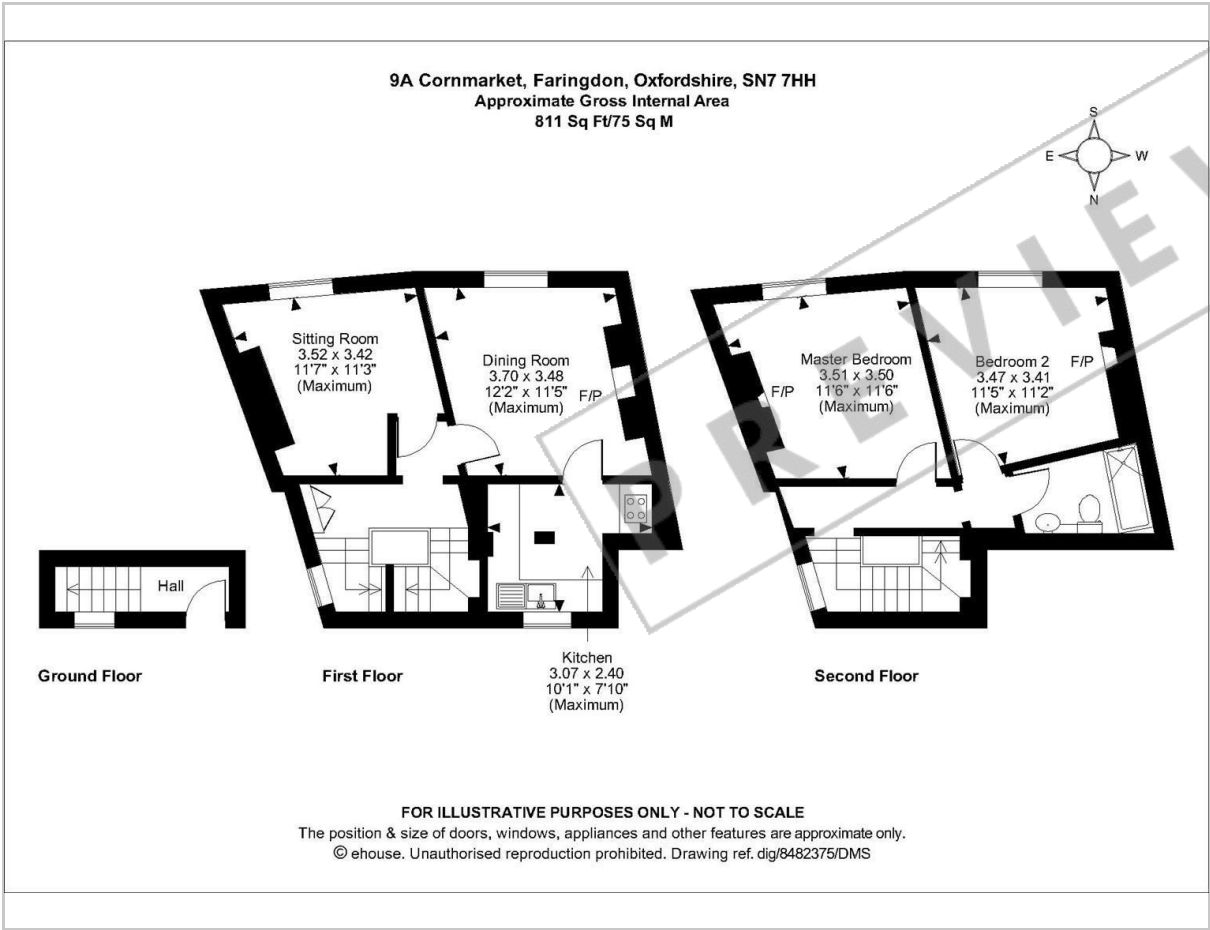 9A Cornmarket, Faringdon, Oxfordshire, SN7 7HH
Approximate Gross Internal Area
811 Sq Ft/75 Sq M
S
E
W
N
Sitting Room
3.52 x 3.42
11'7" x 11'3"
(Maximum)
Dining Room
3.70 x 3.48
12'2" x 11'5"
(Maximum)
F/P
Master Bedroom
3.51 x 3.50
11'6" x 11'6"
(Maximum)
F/P
Bedroom 2
3.47 x 3.41
11'5" x 11'2"
(Maximum)
F/P
PREVIEW
Hall
Kitchen
3.07 x 2.40
10'1" x 7'10"
(Maximum)
Ground Floor
First Floor
Second Floor
FOR ILLUSTRATIVE PURPOSES ONLY - NOT TO SCALE
The position & size of doors, windows, appliances and other features are approximate only.
© ehouse. Unauthorised reproduction prohibited. Drawing ref. dig/8482375/DMS